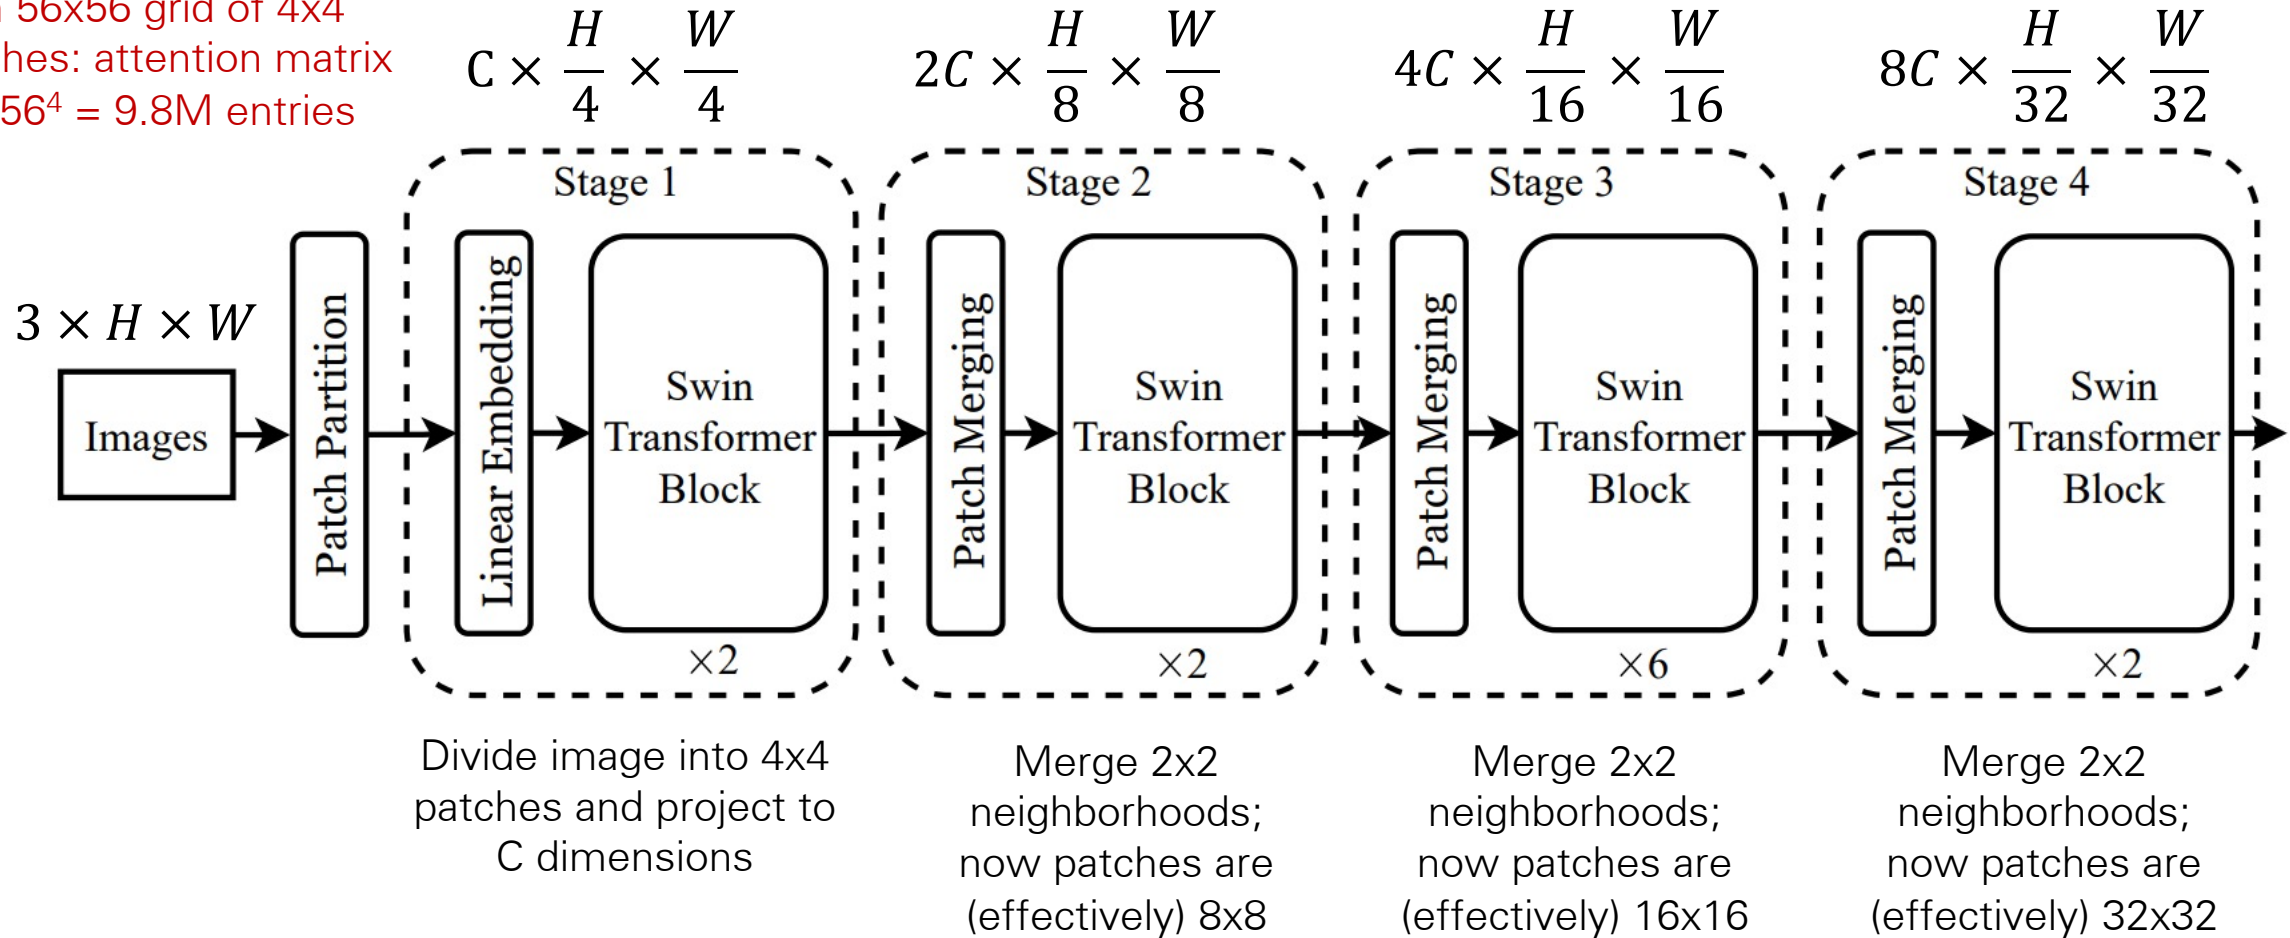 56x56 grid of 4x4
hes: attention matrix
56⁴ = 9.8M entries
C × H/4 × W/4
2C × H/8 × W/8
4C × H/16 × W/16
8C × H/32 × W/32
3 × H × W
Images
Patch Partition
Stage 1
Linear Embedding
Swin
Transformer
Block
×2
Stage 2
Patch Merging
Swin
Transformer
Block
×2
Stage 3
Patch Merging
Swin
Transformer
Block
×6
Stage 4
Patch Merging
Swin
Transformer
Block
×2
Divide image into 4x4
patches and project to
C dimensions
Merge 2x2
neighborhoods;
now patches are
(effectively) 8x8
Merge 2x2
neighborhoods;
now patches are
(effectively) 16x16
Merge 2x2
neighborhoods;
now patches are
(effectively) 32x32